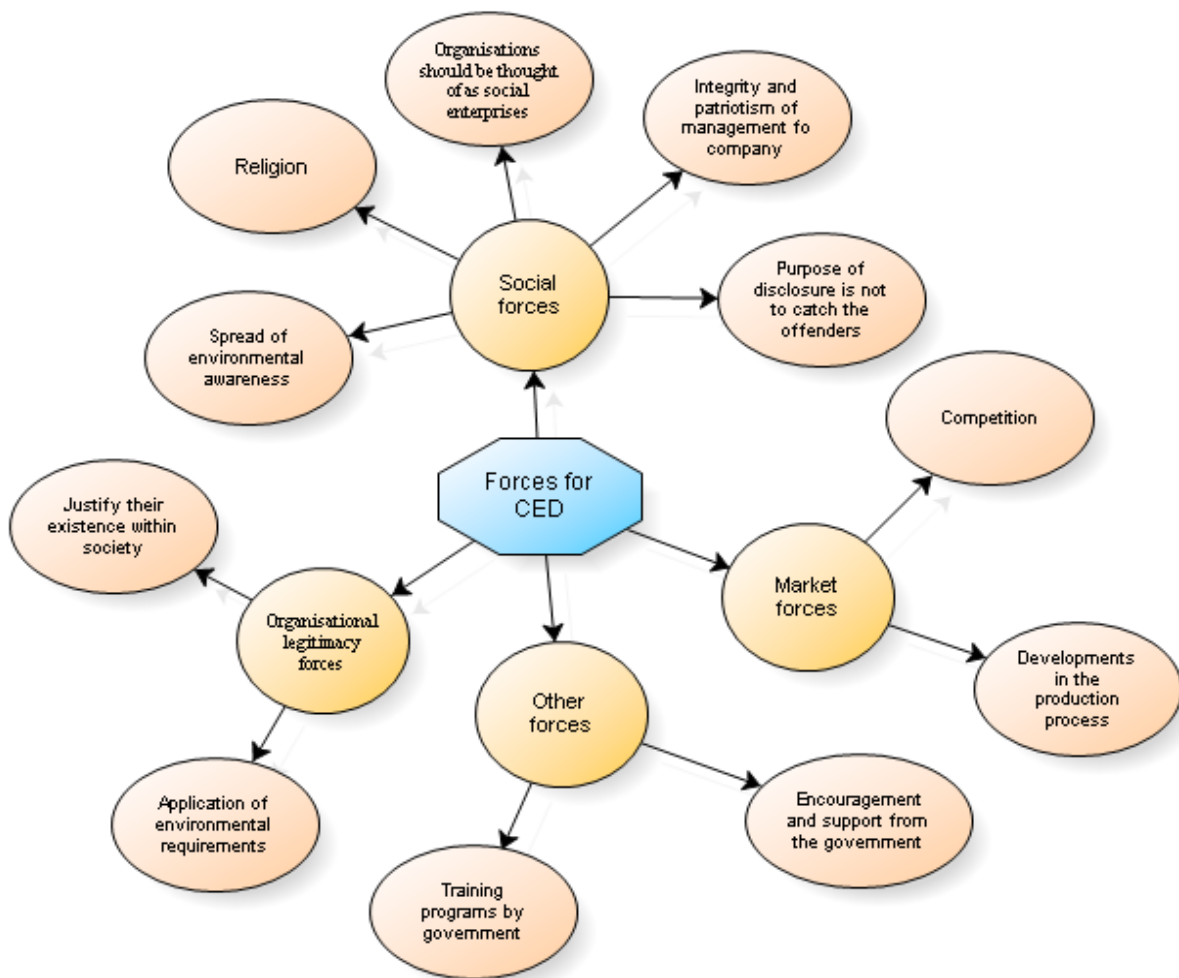 Organisations
should be thought
of as social
enterprises
Integrity and
patriotism of
management fo
company
Religion
Social
forces
Purpose of
disclosure is not
to catch the
offenders
Spread of
environmental
awareness
Competition
Forces for
CED
Justify their
existence within
society
Market
forces
Organisational
legitimacy
forces
Developments
in the
production
process
Other
forces
Application of
environmental
requirements
Encouragement
and support from
the government
Training
programs by
government